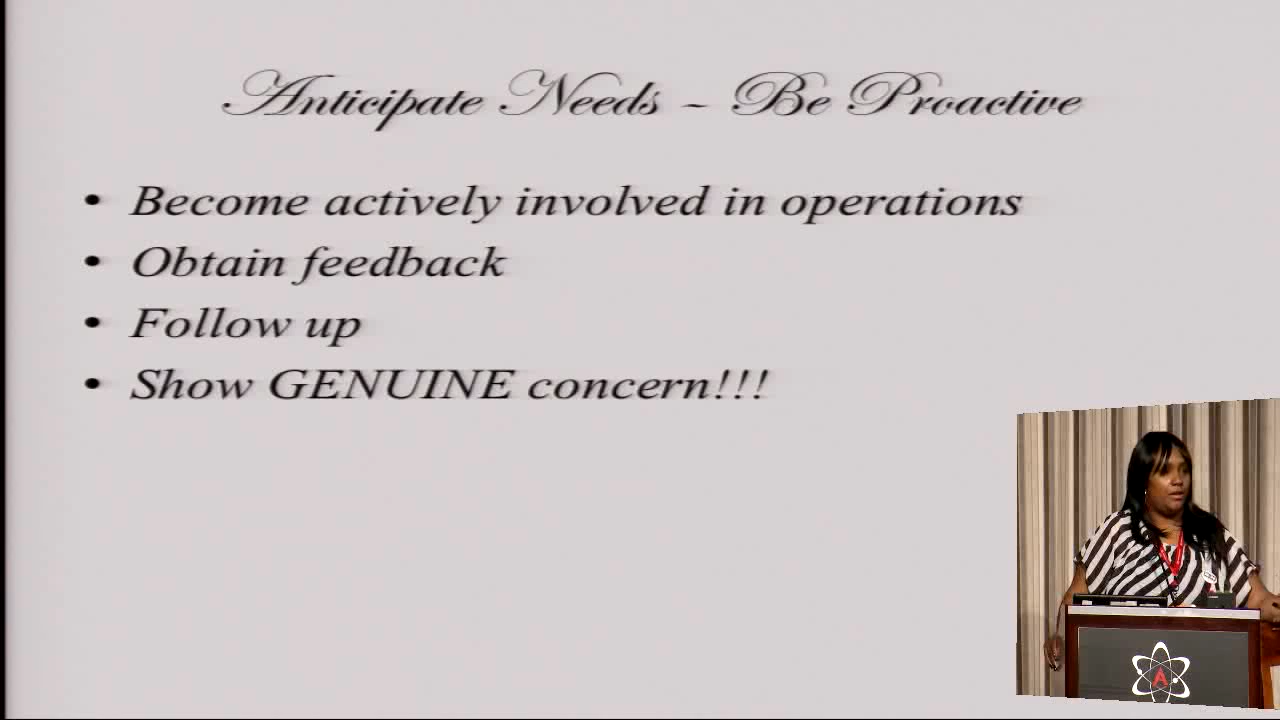 Anticipate Needs – Be Proactive
• Become actively involved in operations
• Obtain feedback
• Follow up
• Show GENUINE concern!!!
A